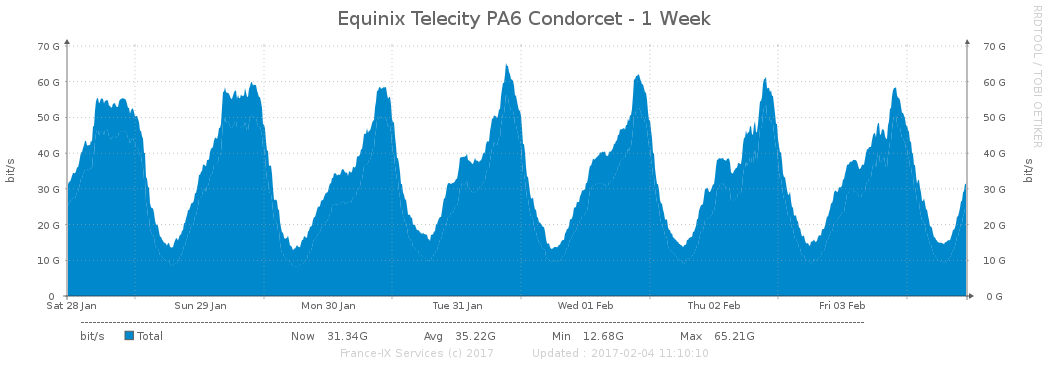 Equinix Telecity PA6 Condorcet - 1 Week
RRDTOOL / TOBI OETIKER
bit/s
70 G
60 G
50 G
40 G
30 G
20 G
10 G
0
70 G
60 G
50 G
40 G
30 G
20 G
10 G
0 G
bit/s
Sat 28 Jan Sun 29 Jan Mon 30 Jan Tue 31 Jan Wed 01 Feb Thu 02 Feb Fri 03 Feb
bit/s Total Now 31.34G Avg 35.22G Min 12.68G Max 65.21G
France-IX Services (c) 2017 Updated : 2017-02-04 11:10:10